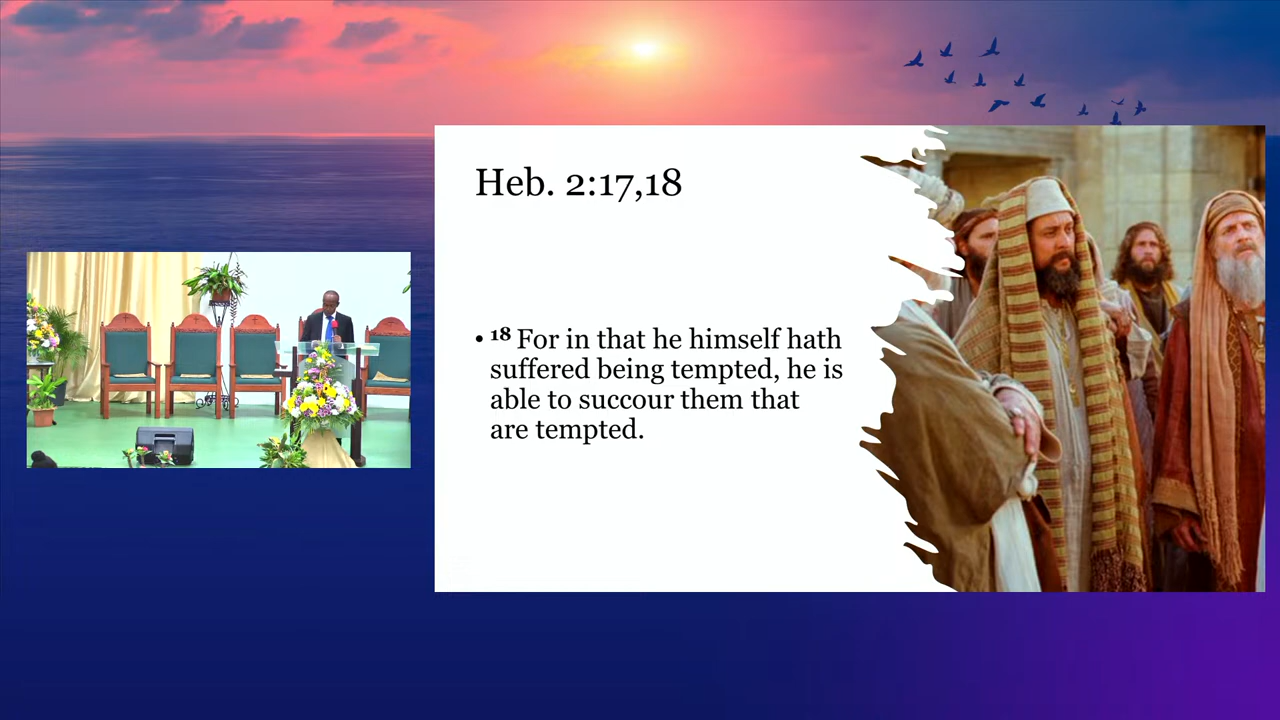 Heb. 2:17,18
• 18 For in that he himself hath
suffered being tempted, he is
able to succour them that
are tempted.